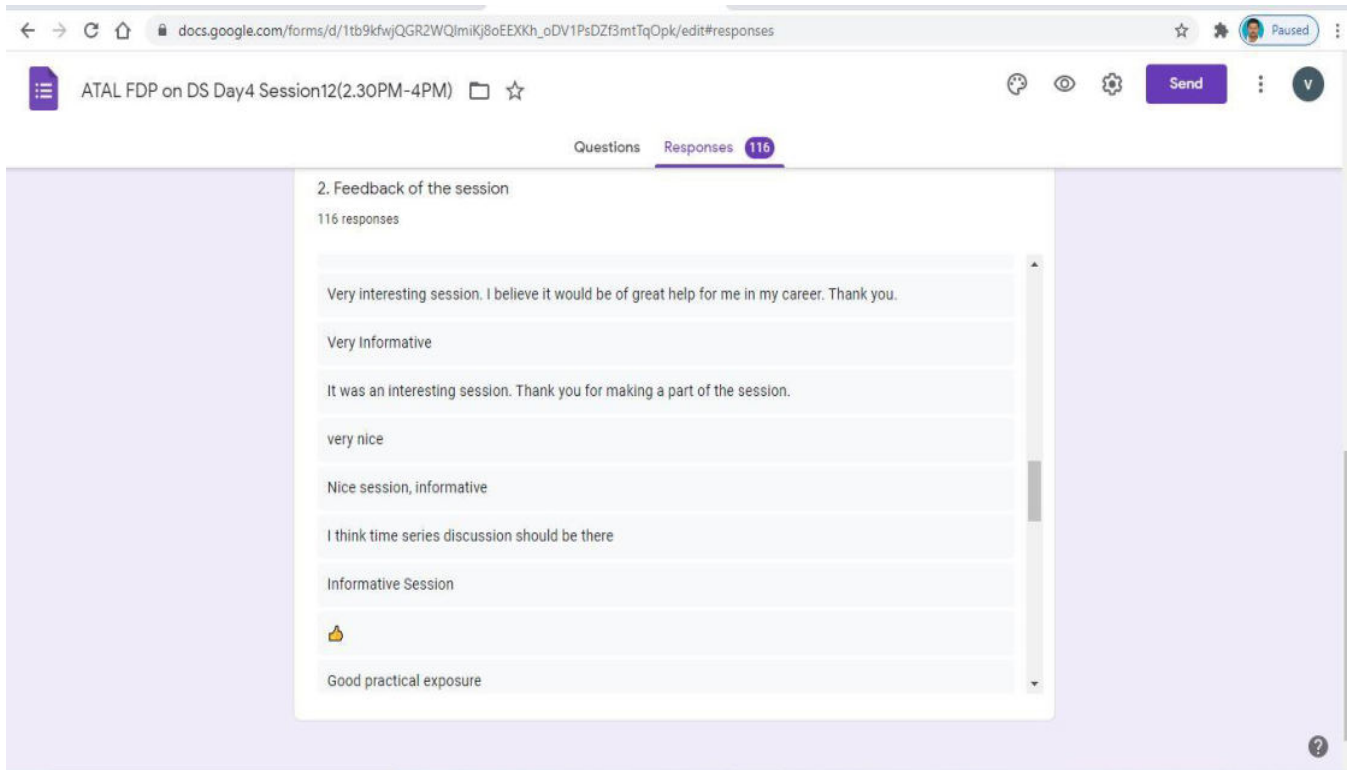 docs.google.com/forms/d/1tb9kfwjQGR2WQlmiKj8oEEXKh_oDV1PsDZf3mtTqOpk/edit#responses
Paused
ATAL FDP on DS Day4 Session12(2.30PM-4PM)
Send
V
Questions Responses 116
2. Feedback of the session
116 responses
Very interesting session. I believe it would be of great help for me in my career. Thank you.
Very Informative
It was an interesting session. Thank you for making a part of the session.
very nice
Nice session, informative
I think time series discussion should be there
Informative Session
👍
Good practical exposure